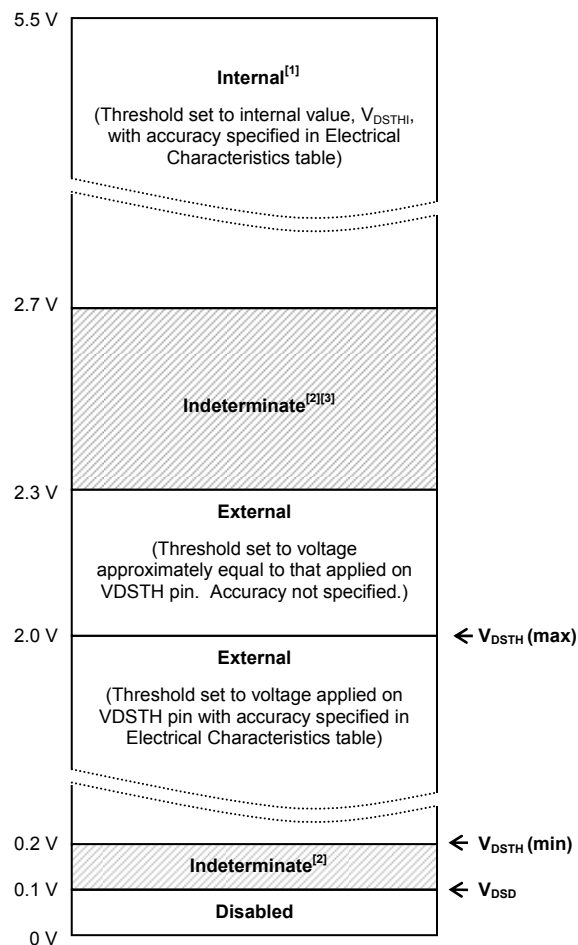 5.5 V
Internal[1]
(Threshold set to internal value, VDSTHI,
with accuracy specified in Electrical
Characteristics table)
2.7 V
Indeterminate[2][3]
2.3 V
External
(Threshold set to voltage
approximately equal to that applied on
VDSTH pin. Accuracy not specified.)
2.0 V
VDSTH (max)
External
(Threshold set to voltage applied on
VDSTH pin with accuracy specified in
Electrical Characteristics table)
0.2 V
VDSTH (min)
Indeterminate[2]
0.1 V
VDSD
Disabled
0 V